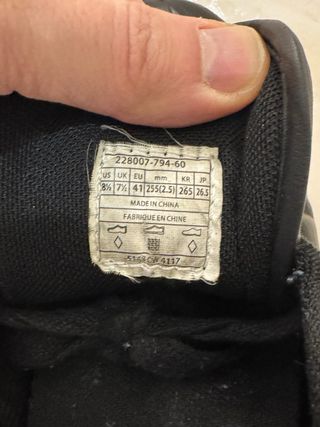 228007-794-60
US UK EU mm KR JP
8½ 7½ 41 255(2.5) 265 26.5
MADE IN CHINA
FABRIQUE EN CHINE
4117